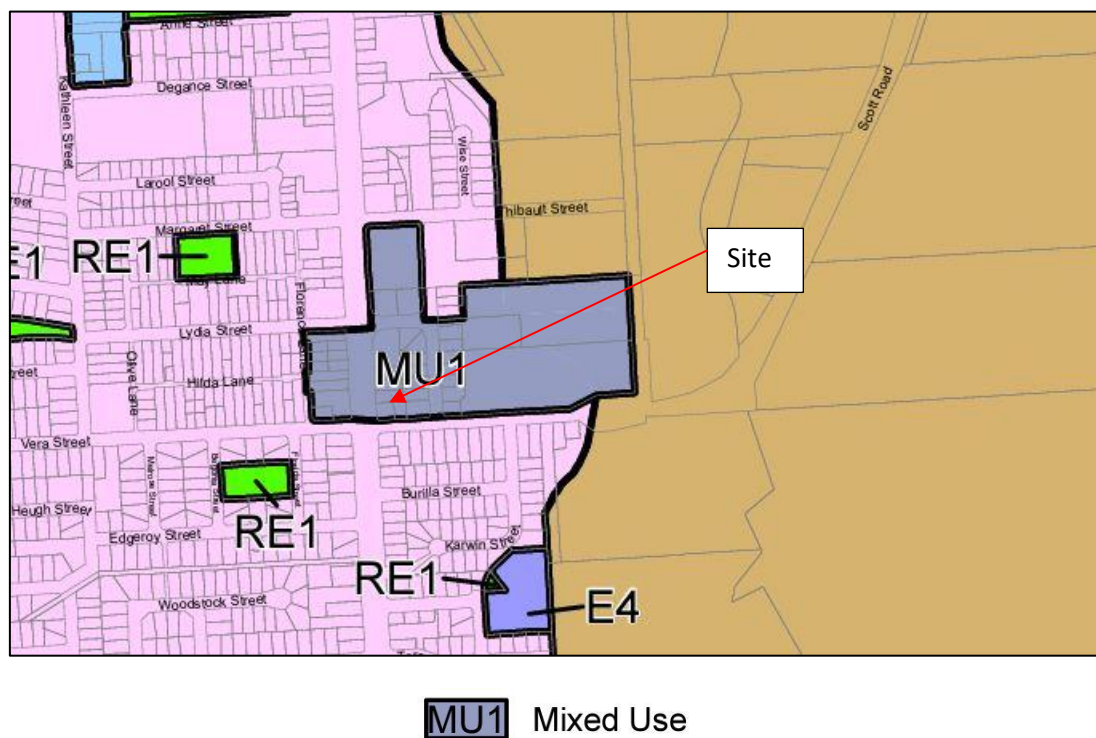 Anne Street
Kathleen Street
Degance Street
Scott Road
Wise Street
Larool Street
Thibault Street
Margaret Street
RE1
Site
Lydia Street
MU1
Olive Lane
Hilda Lane
Vera Street
Burilla Street
Heugh Street
RE1
Edgeroy Street
Karwin Street
RE1
E4
Woodstock Street
MU1 Mixed Use